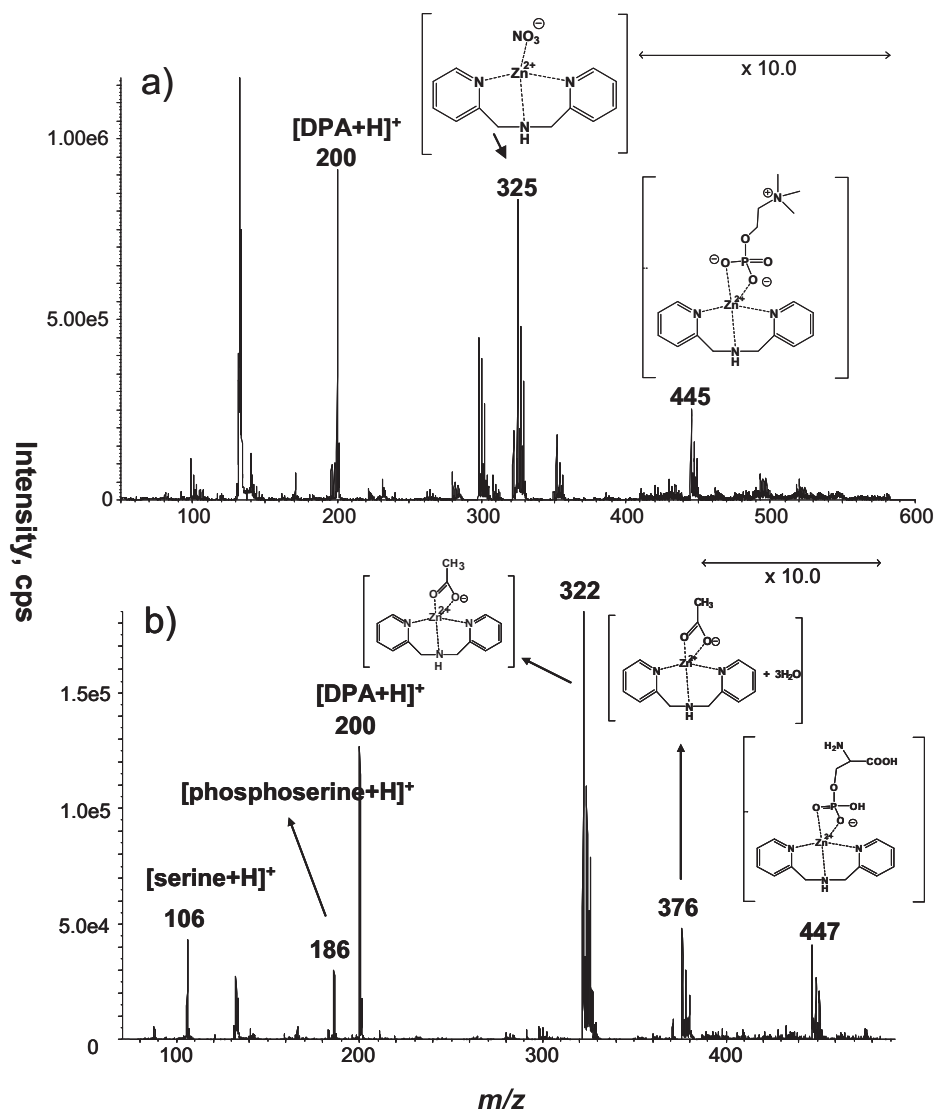 a)
[DPA+H]⁺
200
NO₃⊖
Zn²⁺
N
N
N
H
325
x 10.0
⊕
N
O
⊖
O
P
O
O
⊖
Zn²⁺
N
N
N
H
445
1.00e6
5.00e5
0
100
200
300
400
500
600
Intensity, cps
b)
CH₃
O
O⊖
Zn²⁺
N
N
N
H
322
x 10.0
CH₃
O
O⊖
Zn²⁺
N
N
N
H
+ 3H₂O
[DPA+H]⁺
200
[phosphoserine+H]⁺
[serine+H]⁺
106
186
376
H₂N
COOH
O
O
P
OH
O
⊖
Zn²⁺
N
N
N
H
447
1.5e5
1.0e5
5.0e4
0
100
200
300
400
m/z